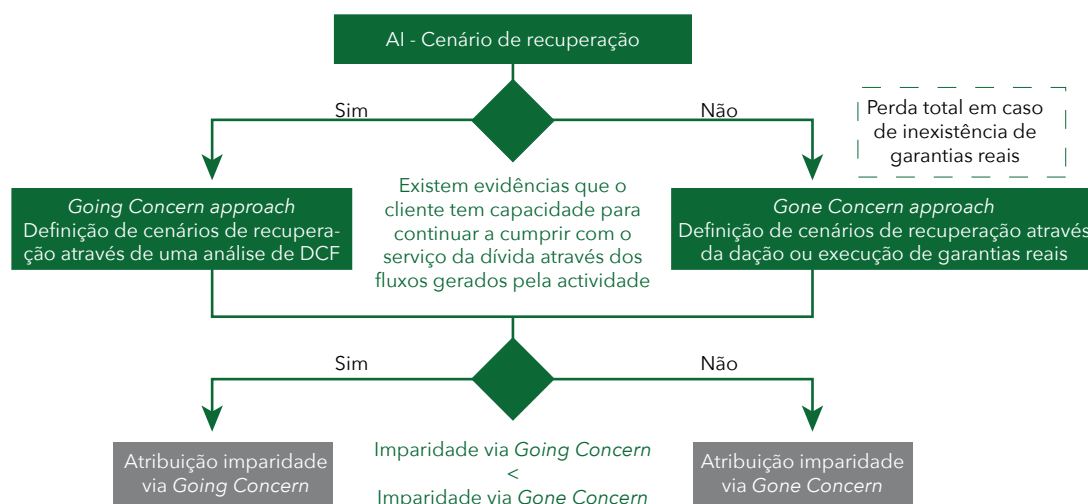 AI - Cenário de recuperação
Sim
Não
Perda total em caso
de inexistência de
garantias reais
Going Concern approach
Definição de cenários de recupera-
ção através de uma análise de DCF
Existem evidências que o
cliente tem capacidade para
continuar a cumprir com o
serviço da dívida através dos
fluxos gerados pela actividade
Gone Concern approach
Definição de cenários de recuperação através
da dação ou execução de garantias reais
Sim
Não
Atribuição imparidade
via Going Concern
Imparidade via Going Concern
<
Imparidade via Gone Concern
Atribuição imparidade
via Gone Concern